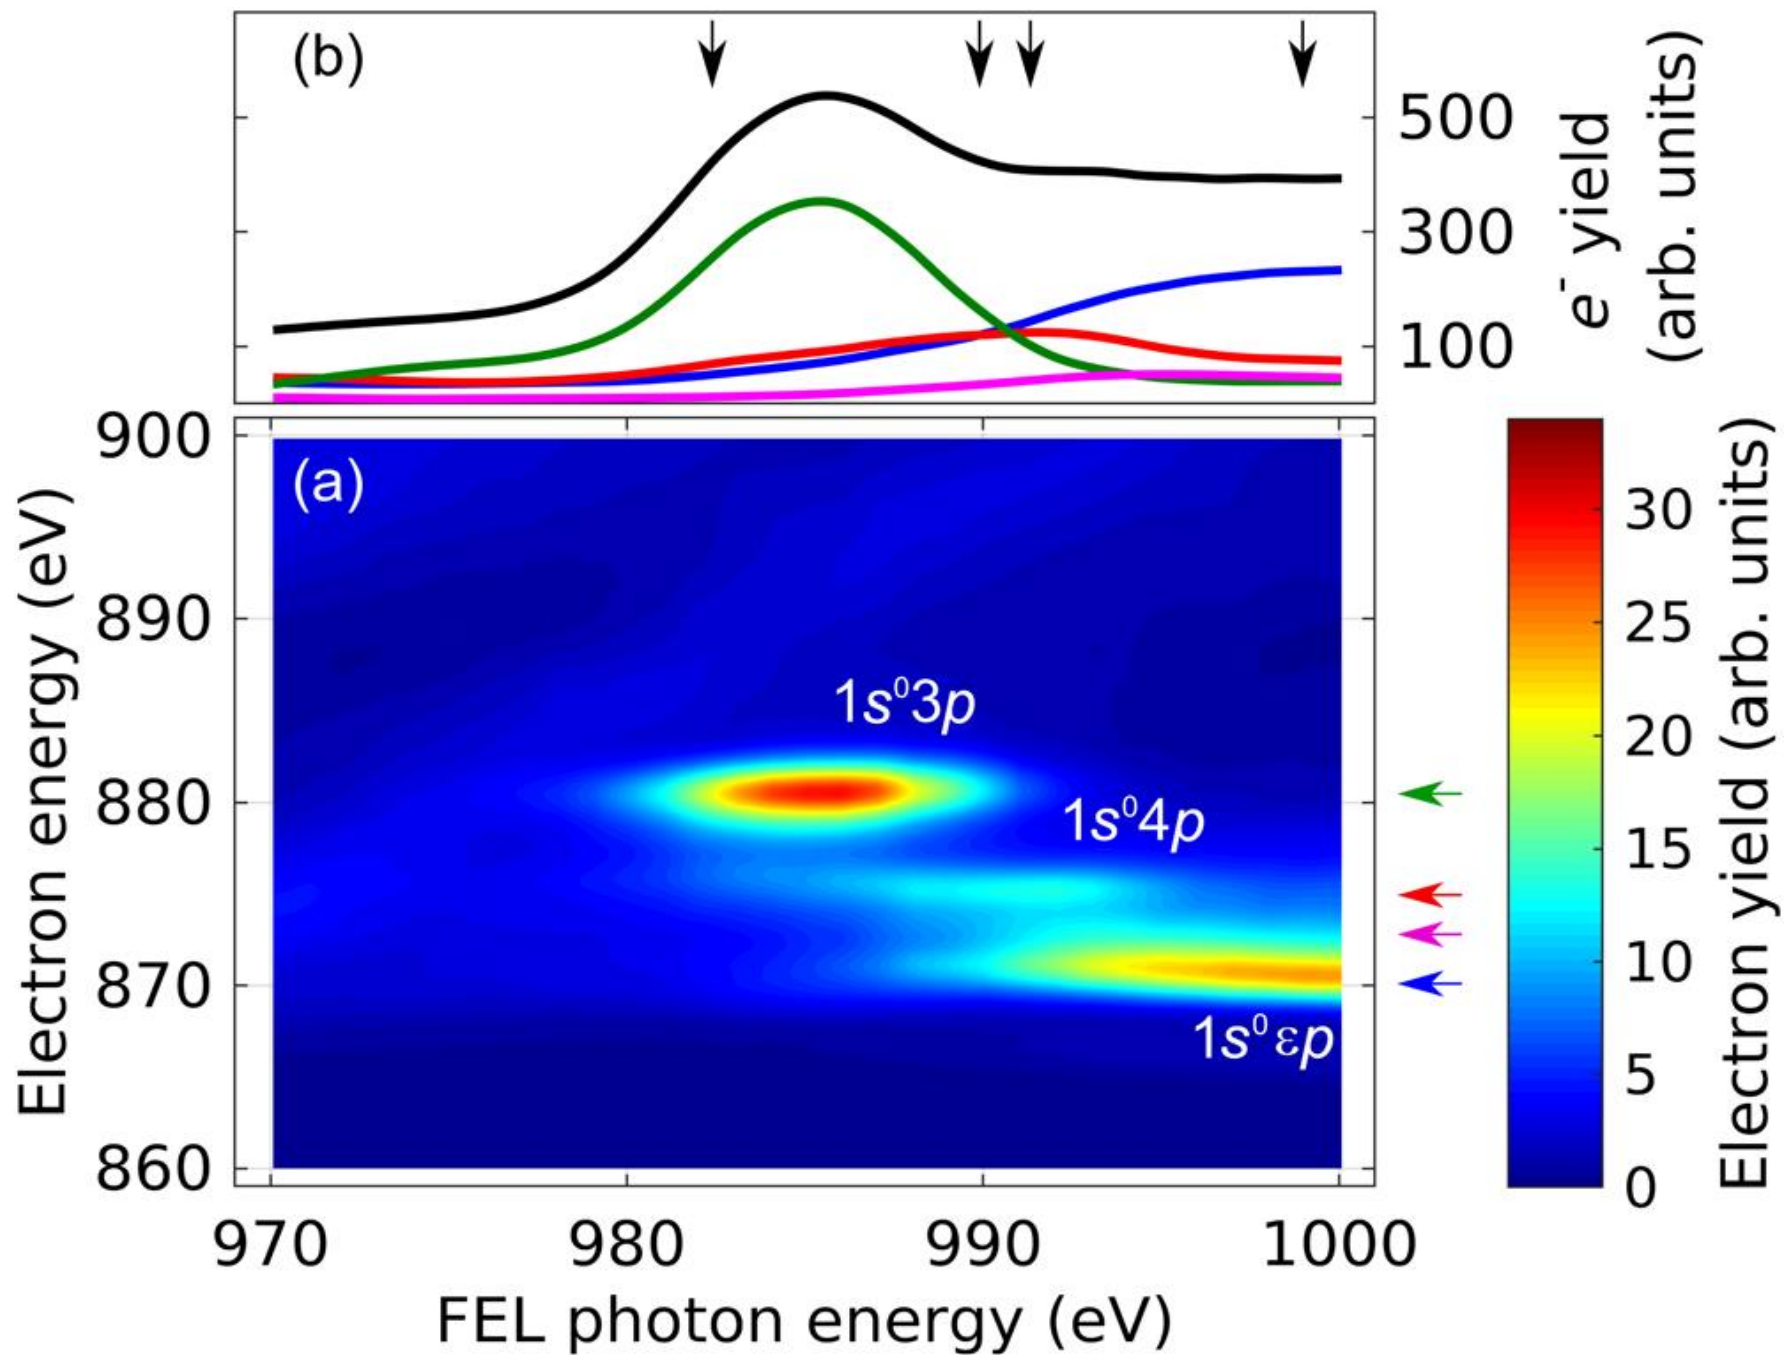 (b)
500
300
100
e⁻ yield
(arb. units)
900
890
880
870
860
Electron energy (eV)
(a)
1s⁰3p
1s⁰4p
1s⁰εp
30
25
20
15
10
5
0
Electron yield (arb. units)
970 980 990 1000
FEL photon energy (eV)